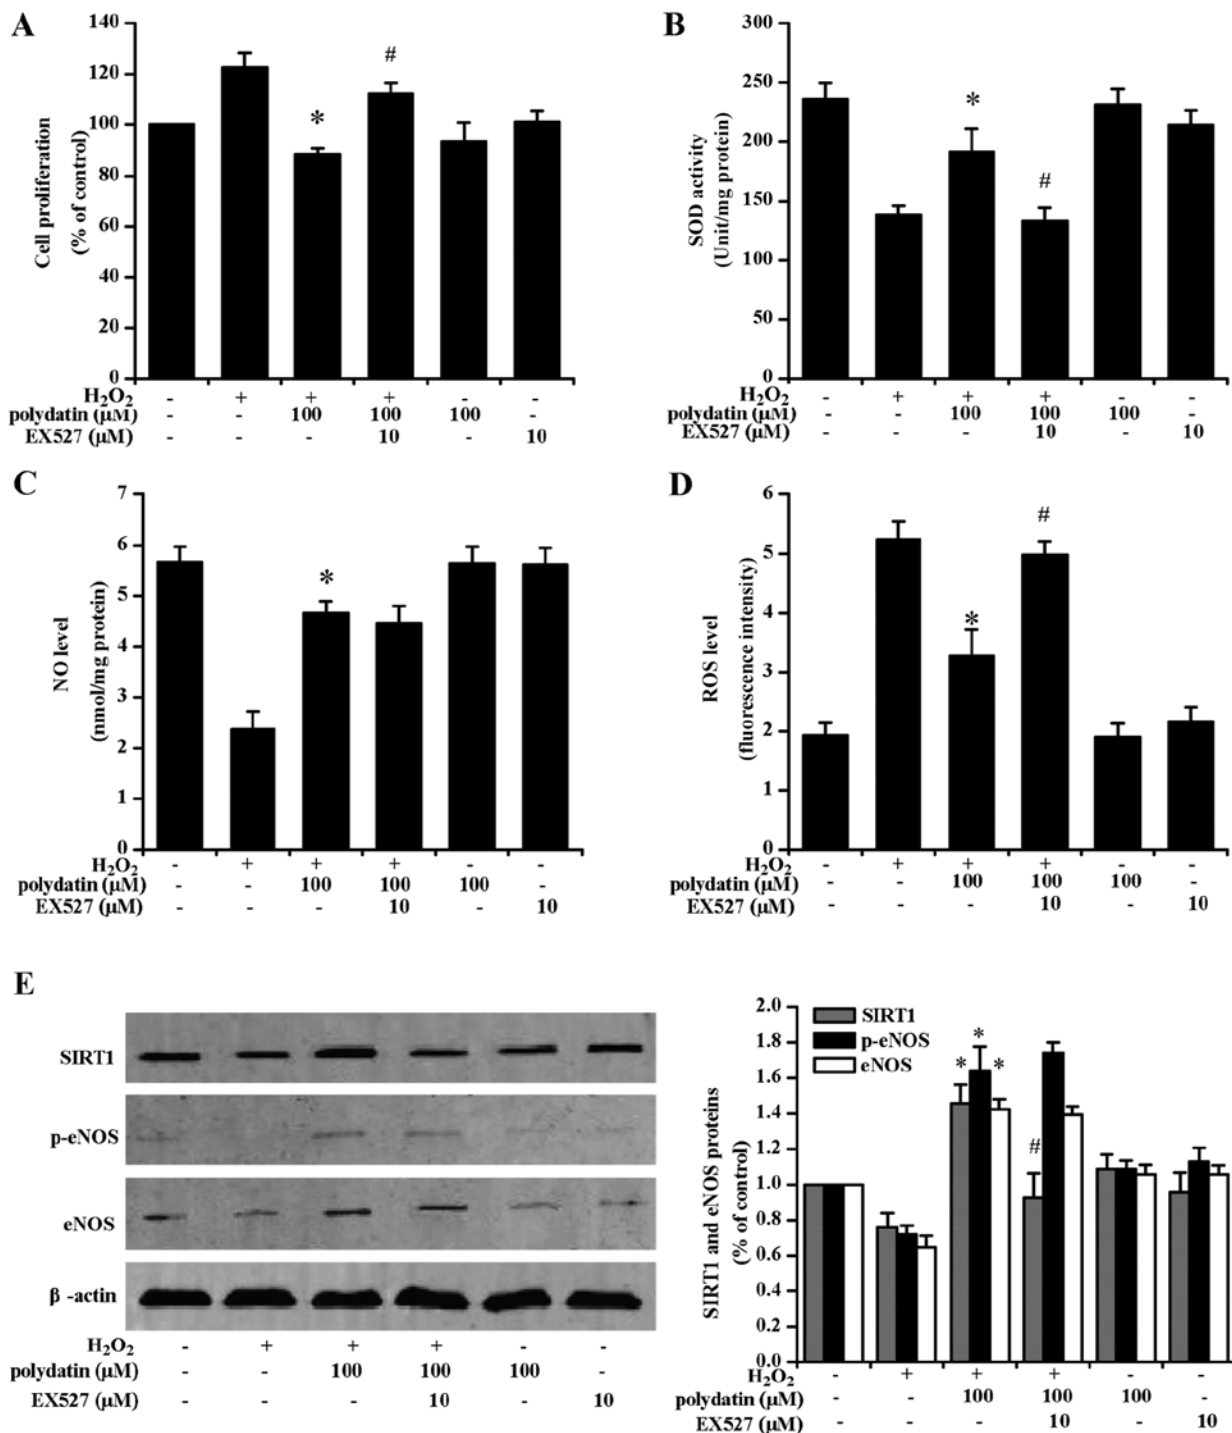 A
Cell proliferation
(% of control)
140
120
100
80
60
40
20
0
*
#
H₂O₂ - + + + - -
polydatin (μM) - - 100 100 100 -
EX527 (μM) - - - 10 - 10
B
SOD activity
(Unit/mg protein)
300
250
200
150
100
50
0
*
#
H₂O₂ - + + + - -
polydatin (μM) - - 100 100 100 -
EX527 (μM) - - - 10 - 10
C
NO level
(nmol/mg protein)
7
6
5
4
3
2
1
0
*
H₂O₂ - + + + - -
polydatin (μM) - - 100 100 100 -
EX527 (μM) - - - 10 - 10
D
ROS level
(fluorescence intensity)
6
5
4
3
2
1
0
*
#
H₂O₂ - + + + - -
polydatin (μM) - - 100 100 100 -
EX527 (μM) - - - 10 - 10
E
SIRT1
p-eNOS
eNOS
β -actin
H₂O₂ - + + + - -
polydatin (μM) - - 100 100 100 -
EX527 (μM) - - - 10 - 10
SIRT1 and eNOS proteins
(% of control)
2.0
1.8
1.6
1.4
1.2
1.0
0.8
0.6
0.4
0.2
0.0
SIRT1
p-eNOS
eNOS
* * *
#
H₂O₂ - + + + - -
polydatin (μM) - - 100 100 100 -
EX527 (μM) - - - 10 - 10